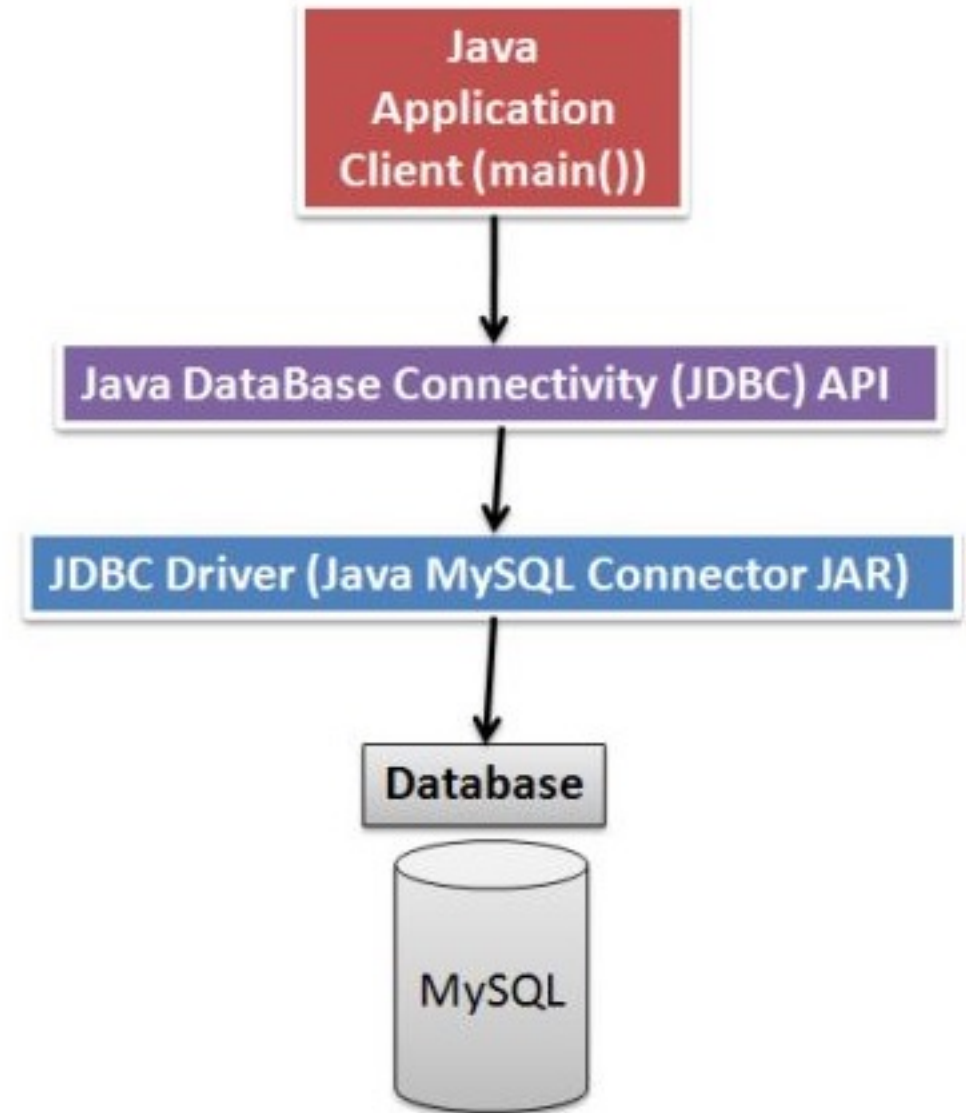 Java
Application
Client (main())
Java DataBase Connectivity (JDBC) API
JDBC Driver (Java MySQL Connector JAR)
Database
MySQL